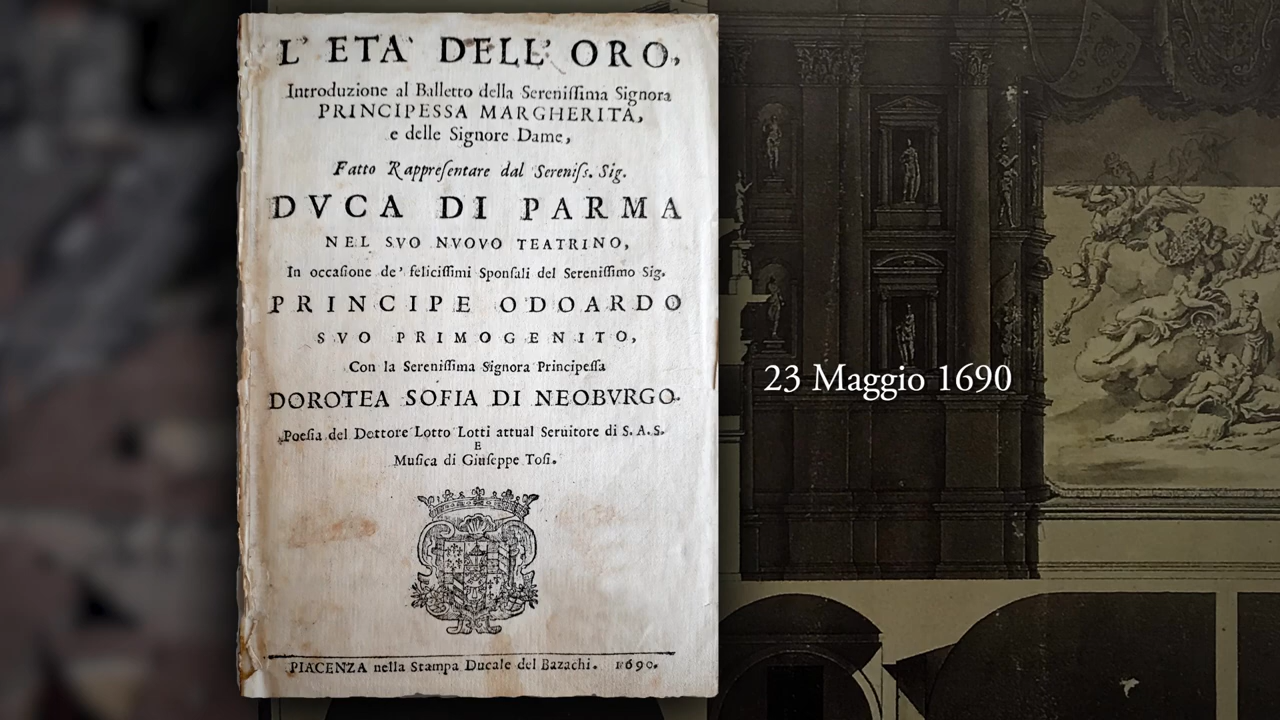 L' ETA' DELL' ORO,
Introduzione al Balletto della Serenissima Signora
PRINCIPESSA MARGHERITA,
e delle Signore Dame,
Fatto Rappresentare dal Sereniss. Sig.
DVCA DI PARMA
NEL SVO NVOVO TEATRINO,
In occasione de' felicissimi Sponsali del Serenissimo Sig.
PRINCIPE ODOARDO
SVO PRIMOGENITO,
Con la Serenissima Signora Principessa
DOROTEA SOFIA DI NEOBVRGO.
Poesia del Dottore Lotto Lotti attual Seruitore di S. A. S.
E
Musica di Giuseppe Tosi.
PIACENZA nella Stampa Ducale del Bazachi. 1690.
23 Maggio 1690